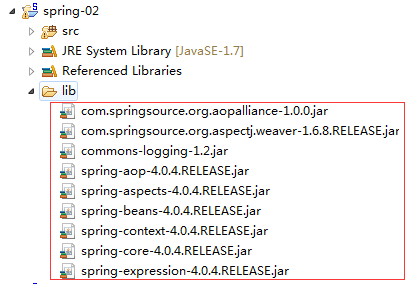 spring-02
src
JRE System Library [JavaSE-1.7]
Referenced Libraries
lib
com.springsource.org.aopalliance-1.0.0.jar
com.springsource.org.aspectj.weaver-1.6.8.RELEASE.jar
commons-logging-1.2.jar
spring-aop-4.0.4.RELEASE.jar
spring-aspects-4.0.4.RELEASE.jar
spring-beans-4.0.4.RELEASE.jar
spring-context-4.0.4.RELEASE.jar
spring-core-4.0.4.RELEASE.jar
spring-expression-4.0.4.RELEASE.jar